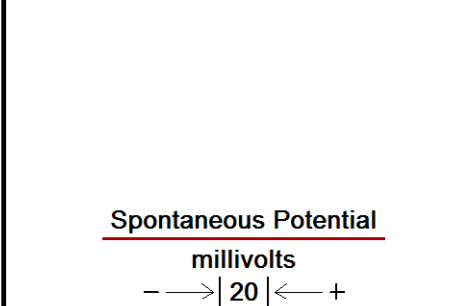 Spontaneous Potential
millivolts
− →| 20 |← +